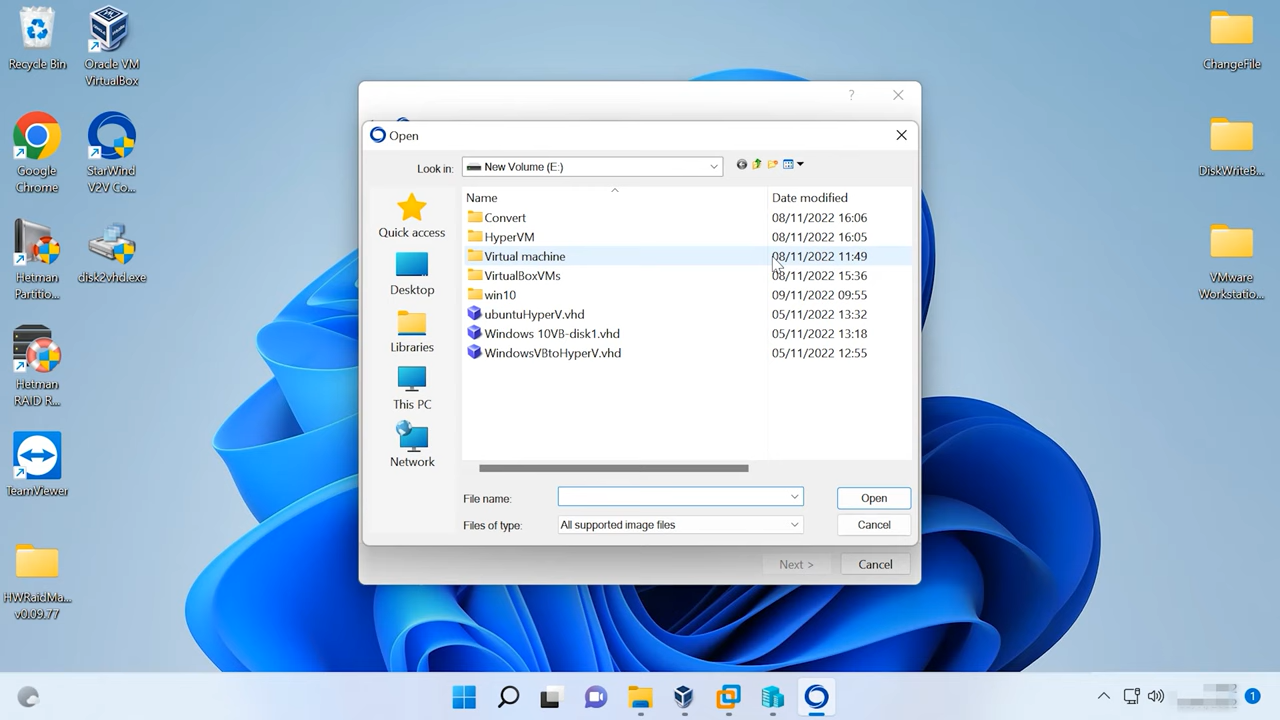 Recycle Bin
Oracle VM
VirtualBox
Google
Chrome
StarWind
V2V Co...
Hetman
Partitio...
disk2vhd.exe
Hetman
RAID R...
TeamViewer
HWRaidMa...
v0.09.77
ChangeFile
DiskWriteB...
VMware
Workstatio...
?
Open
Look in:
New Volume (E:)
Quick access
Desktop
Libraries
This PC
Network
Name Date modified
Convert 08/11/2022 16:06
HyperVM 08/11/2022 16:05
Virtual machine 08/11/2022 11:49
VirtualBoxVMs 08/11/2022 15:36
win10 09/11/2022 09:55
ubuntuHyperV.vhd 05/11/2022 13:32
Windows 10VB-disk1.vhd 05/11/2022 13:18
WindowsVBtoHyperV.vhd 05/11/2022 12:55
File name:
Open
Files of type:
All supported image files
Cancel
Next >
Cancel
1